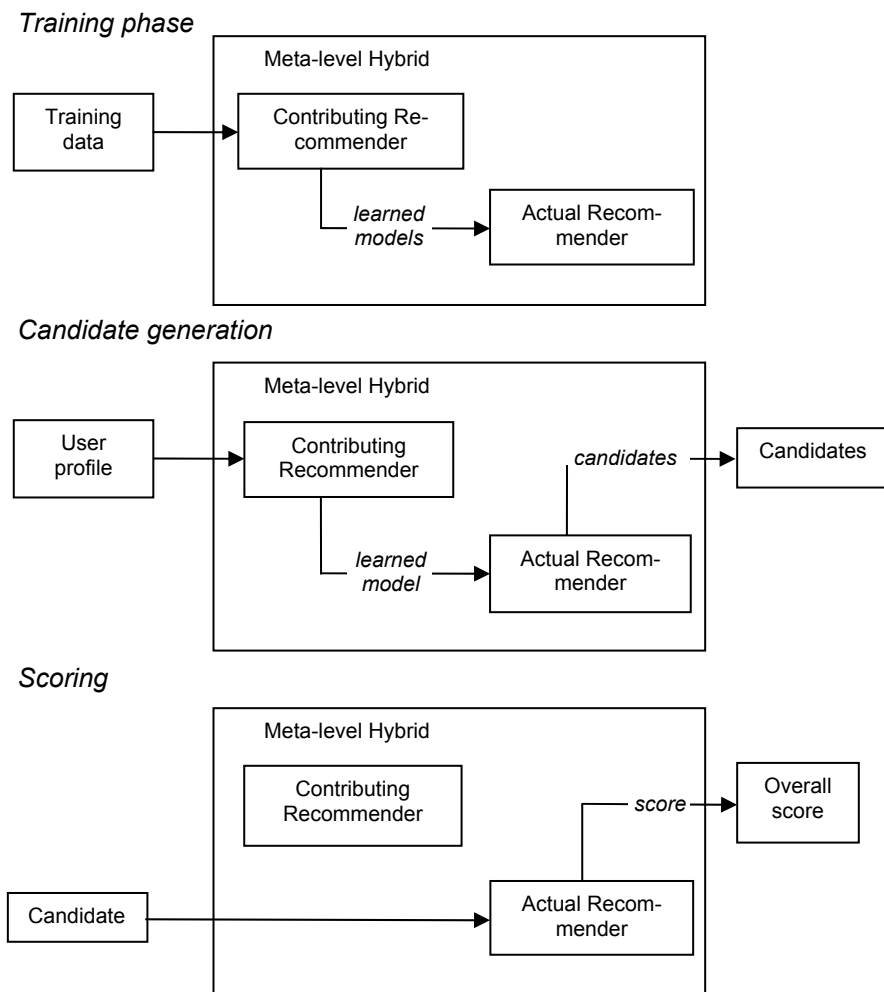 Training phase
Meta-level Hybrid
Training
data
Contributing Re-
commender
learned
models
Actual Recom-
mender
Candidate generation
Meta-level Hybrid
User
profile
Contributing
Recommender
candidates
Candidates
learned
model
Actual Recom-
mender
Scoring
Meta-level Hybrid
Contributing
Recommender
score
Overall
score
Candidate
Actual Recom-
mender